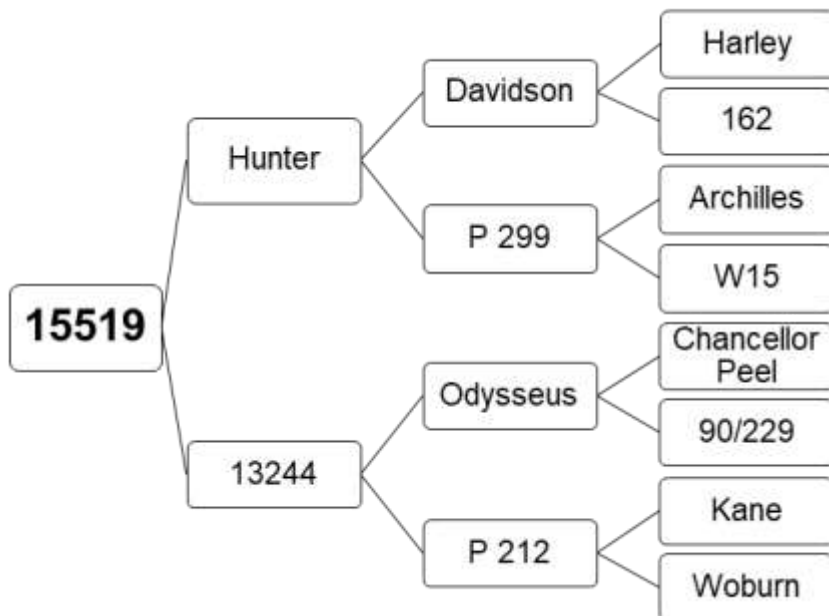 Harley
Davidson
162
Hunter
Archilles
P 299
W15
15519
Chancellor
Peel
Odysseus
90/229
13244
Kane
P 212
Woburn